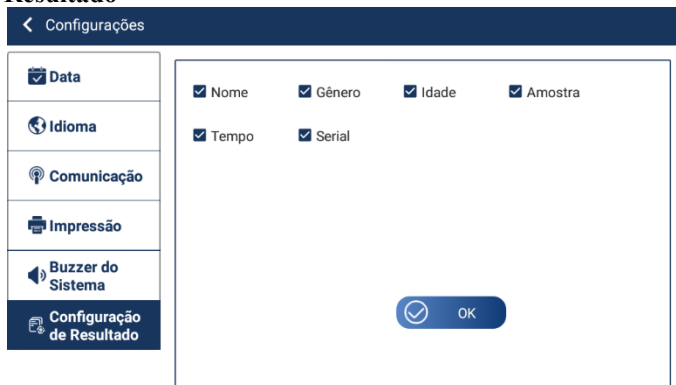 Resultado
Configurações
Data
Idioma
Comunicação
Impressão
Buzzer do
Sistema
Configuração
de Resultado
Nome Gênero Idade Amostra
Tempo Serial
OK